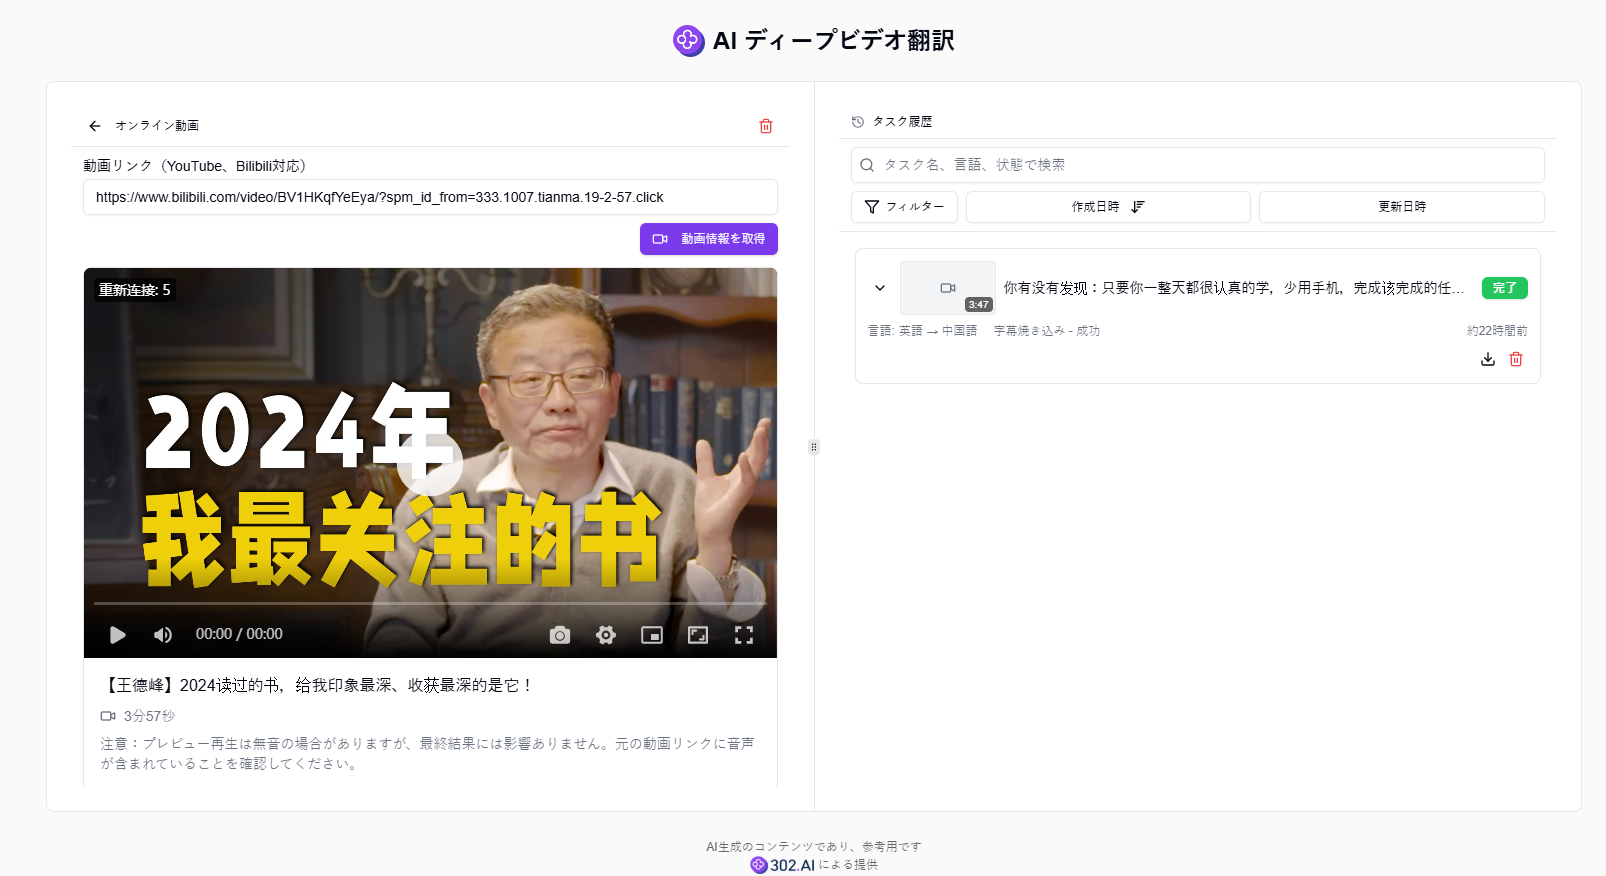 AI ディープビデオ翻訳
オンライン動画
動画リンク（YouTube、Bilibili対応）
https://www.bilibili.com/video/BV1HKqfYeEya/?spm_id_from=333.1007.tianma.19-2-57.click
動画情報を取得
重新连接: 5
2024年
我最关注的书
00:00 / 00:00
【王德峰】2024读过的书，给我印象最深、收获最深的是它！
3分57秒
注意：プレビュー再生は無音の場合がありますが、最終結果には影響ありません。元の動画リンクに音声
が含まれていることを確認してください。
タスク履歴
タスク名、言語、状態で検索
フィルター
作成日時
更新日時
3:47
你有没有发现：只要你一整天都很认真的学，少用手机，完成该完成的任...
完了
言語: 英語 → 中国語 字幕焼き込み - 成功
約22時間前
AI生成のコンテンツであり、参考用です
302.AI による提供